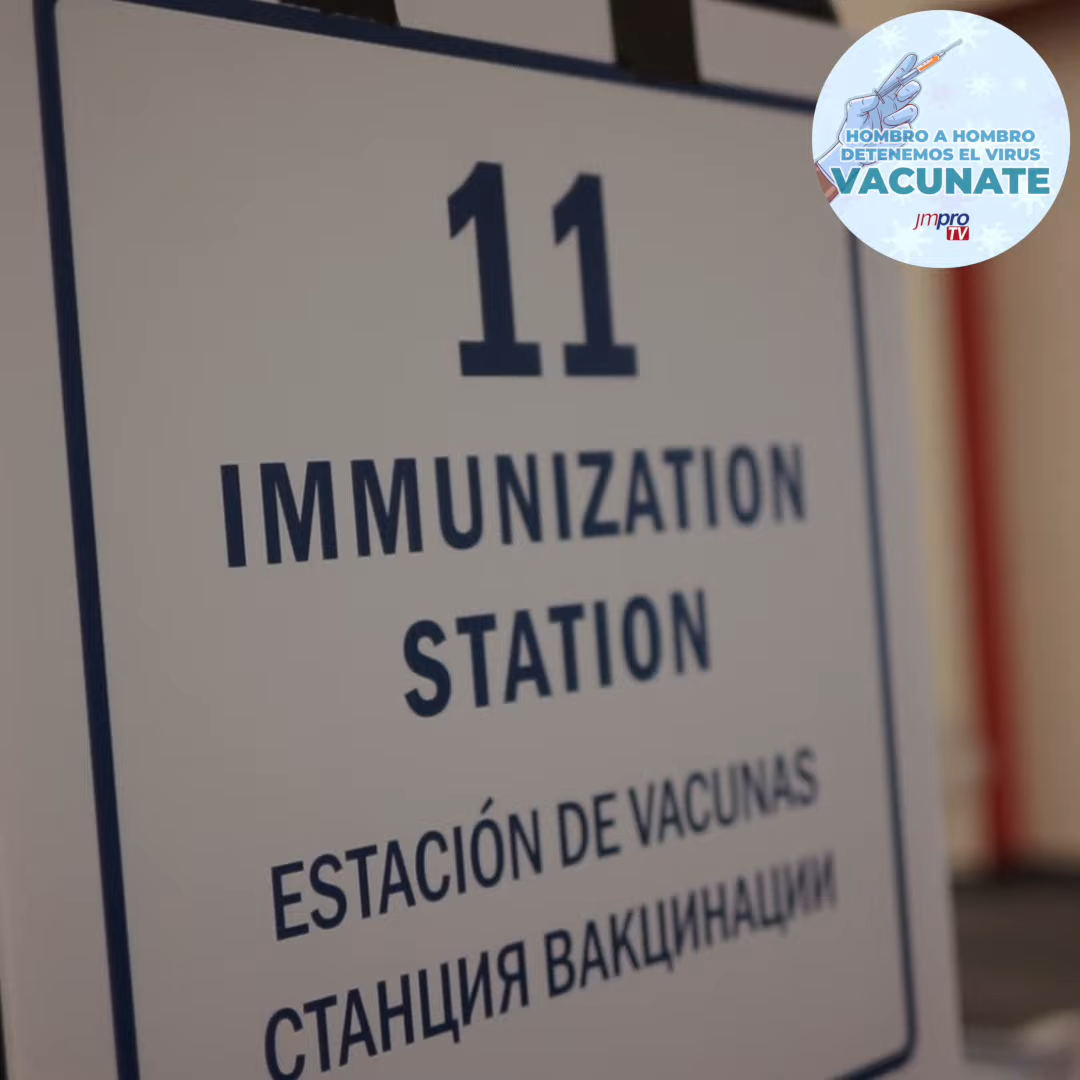 11
IMMUNIZATION
STATION
ESTACIÓN DE VACUNAS
СТАНЦИЯ ВАКЦИНАЦИИ
HOMBRO A HOMBRO
DETENEMOS EL VIRUS
VACUNATE
jmpro
TV